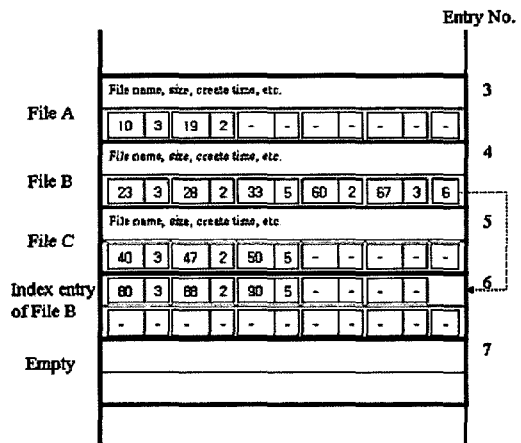 Entry No.
File name, size, create time, etc.
3
File A
10 3 19 2 - - - - - - -
File name, size, create time, etc.
4
File B
23 3 28 2 33 5 60 2 67 3 6
File name, size, create time, etc.
5
File C
40 3 47 2 50 5 - - - - -
Index entry
of File B
80 3 88 2 90 5 - - - -
6
- - - - - - - - - - -
Empty
7